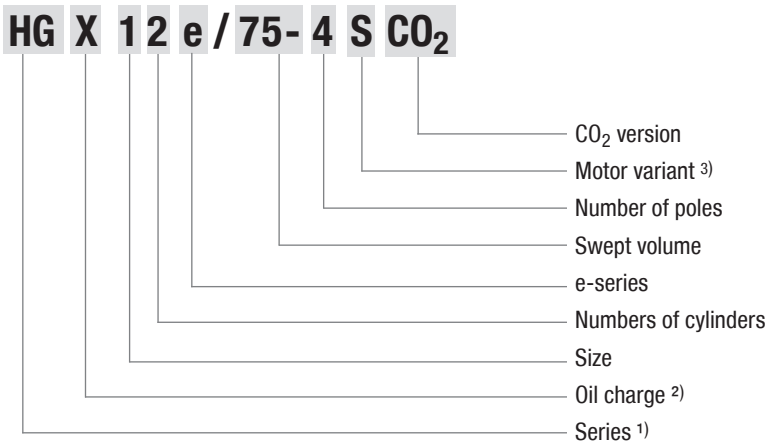 HG X 1 2 e / 75- 4 S CO₂
CO₂ version
Motor variant ³⁾
Number of poles
Swept volume
e-series
Numbers of cylinders
Size
Oil charge ²⁾
Series ¹⁾